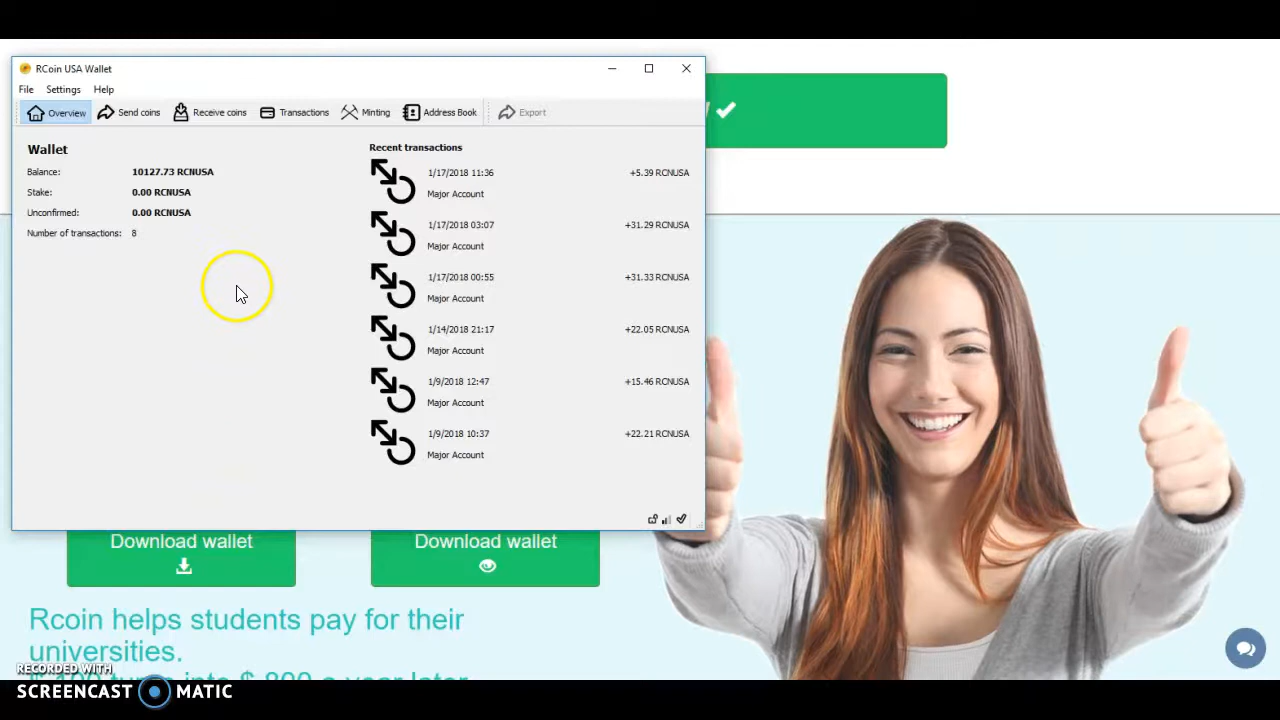 RCoin USA Wallet
File Settings Help
Overview Send coins Receive coins Transactions Minting Address Book Export
Wallet
Balance: 10127.73 RCNUSA
Stake: 0.00 RCNUSA
Unconfirmed: 0.00 RCNUSA
Number of transactions: 8
Recent transactions
1/17/2018 11:36 +5.39 RCNUSA
Major Account
1/17/2018 03:07 +31.29 RCNUSA
Major Account
1/17/2018 00:55 +31.33 RCNUSA
Major Account
1/14/2018 21:17 +22.05 RCNUSA
Major Account
1/9/2018 12:47 +15.46 RCNUSA
Major Account
1/9/2018 10:37 +22.21 RCNUSA
Major Account
Download wallet
Download wallet
Rcoin helps students pay for their
universities.
$ 800 a year later
RECORDED WITH
SCREENCAST MATIC